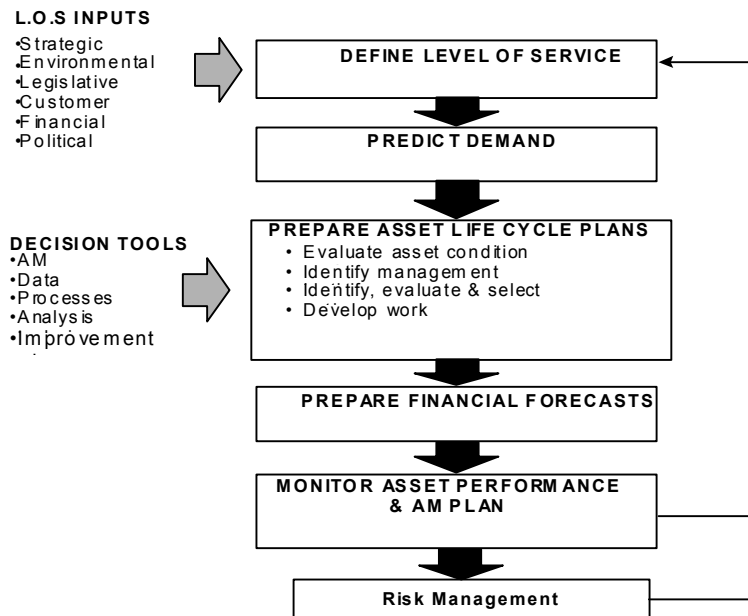 L.O.S INPUTS
•Strategic
•Environmental
•Legislative
•Customer
•Financial
•Political
DEFINE LEVEL OF SERVICE
PREDICT DEMAND
DECISION TOOLS
•AM
•Data
•Processes
•Analysis
•Improvement
PREPARE ASSET LIFE CYCLE PLANS
• Evaluate asset condition
• Identify management
• Identify, evaluate & select
• Develop work
PREPARE FINANCIAL FORECASTS
MONITOR ASSET PERFORMANCE
& AM PLAN
Risk Management